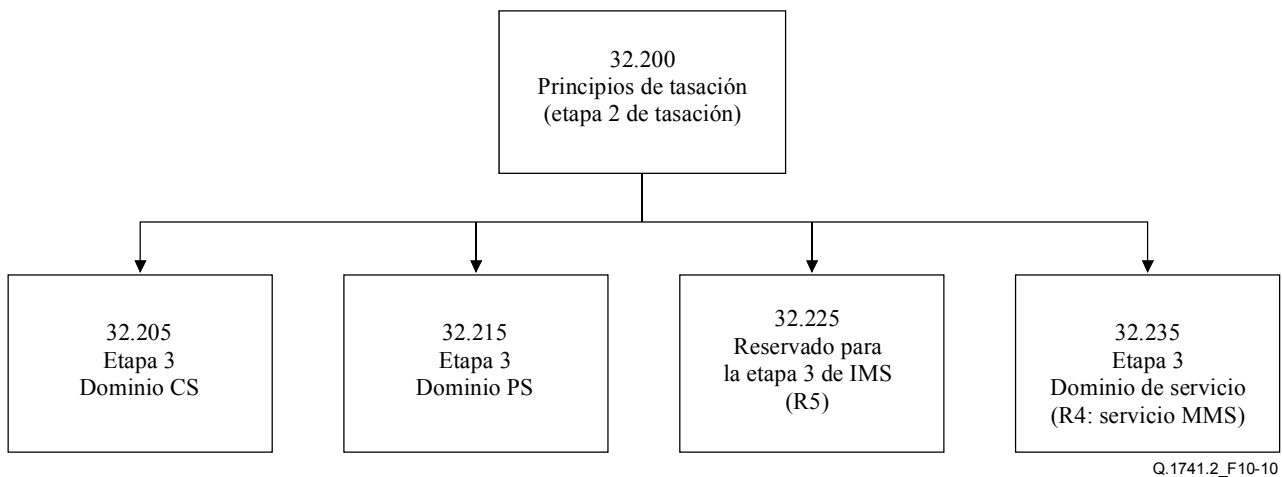 32.200
Principios de tasación
(etapa 2 de tasación)
32.205
Etapa 3
Dominio CS
32.215
Etapa 3
Dominio PS
32.225
Reservado para
la etapa 3 de IMS
(R5)
32.235
Etapa 3
Dominio de servicio
(R4: servicio MMS)
Q.1741.2_F10-10